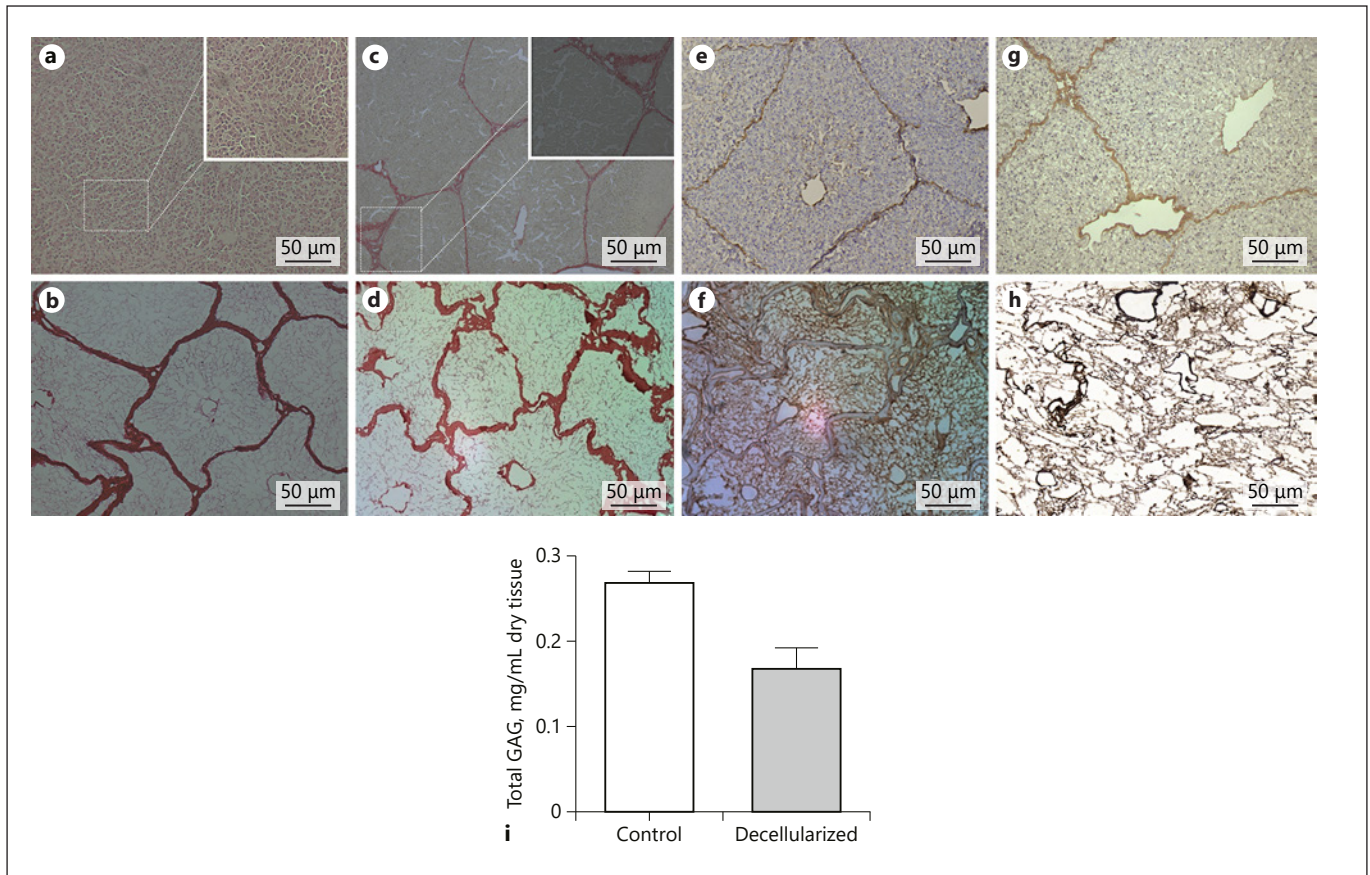 a
c
e
g
50 μm
50 μm
50 μm
50 μm
b
d
f
h
50 μm
50 μm
50 μm
50 μm
Total GAG, mg/mL dry tissue
0.3
0.2
0.1
0
i
Control
Decellularized